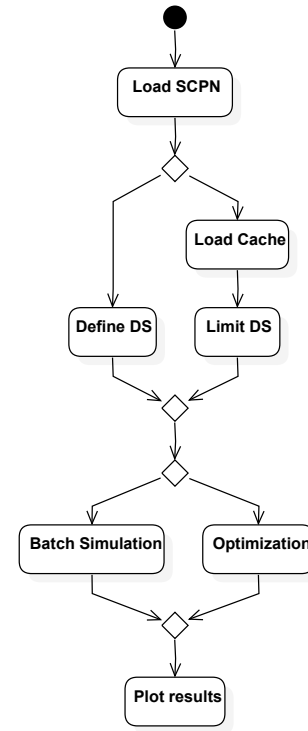 Load SCPN
Load Cache
Define DS
Limit DS
Batch Simulation
Optimization
Plot results